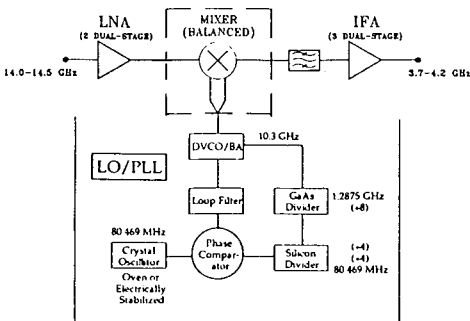 LNA
(2 DUAL-STAGE)
MIXER
(BALANCED)
IFA
(3 DUAL-STAGE)
14.0-14.5 GHz
3.7-4.2 GHz
LO/PLL
DVCO/BA
10.3 GHz
Loop Filter
GaAs
Divider
1.2875 GHz
(÷8)
80 469 MHz
Crystal
Oscillator
Oven or
Electrically
Stabilized
Phase
Compar-
ator
Silicon
Divider
(÷4)
(÷4)
80 469 MHz